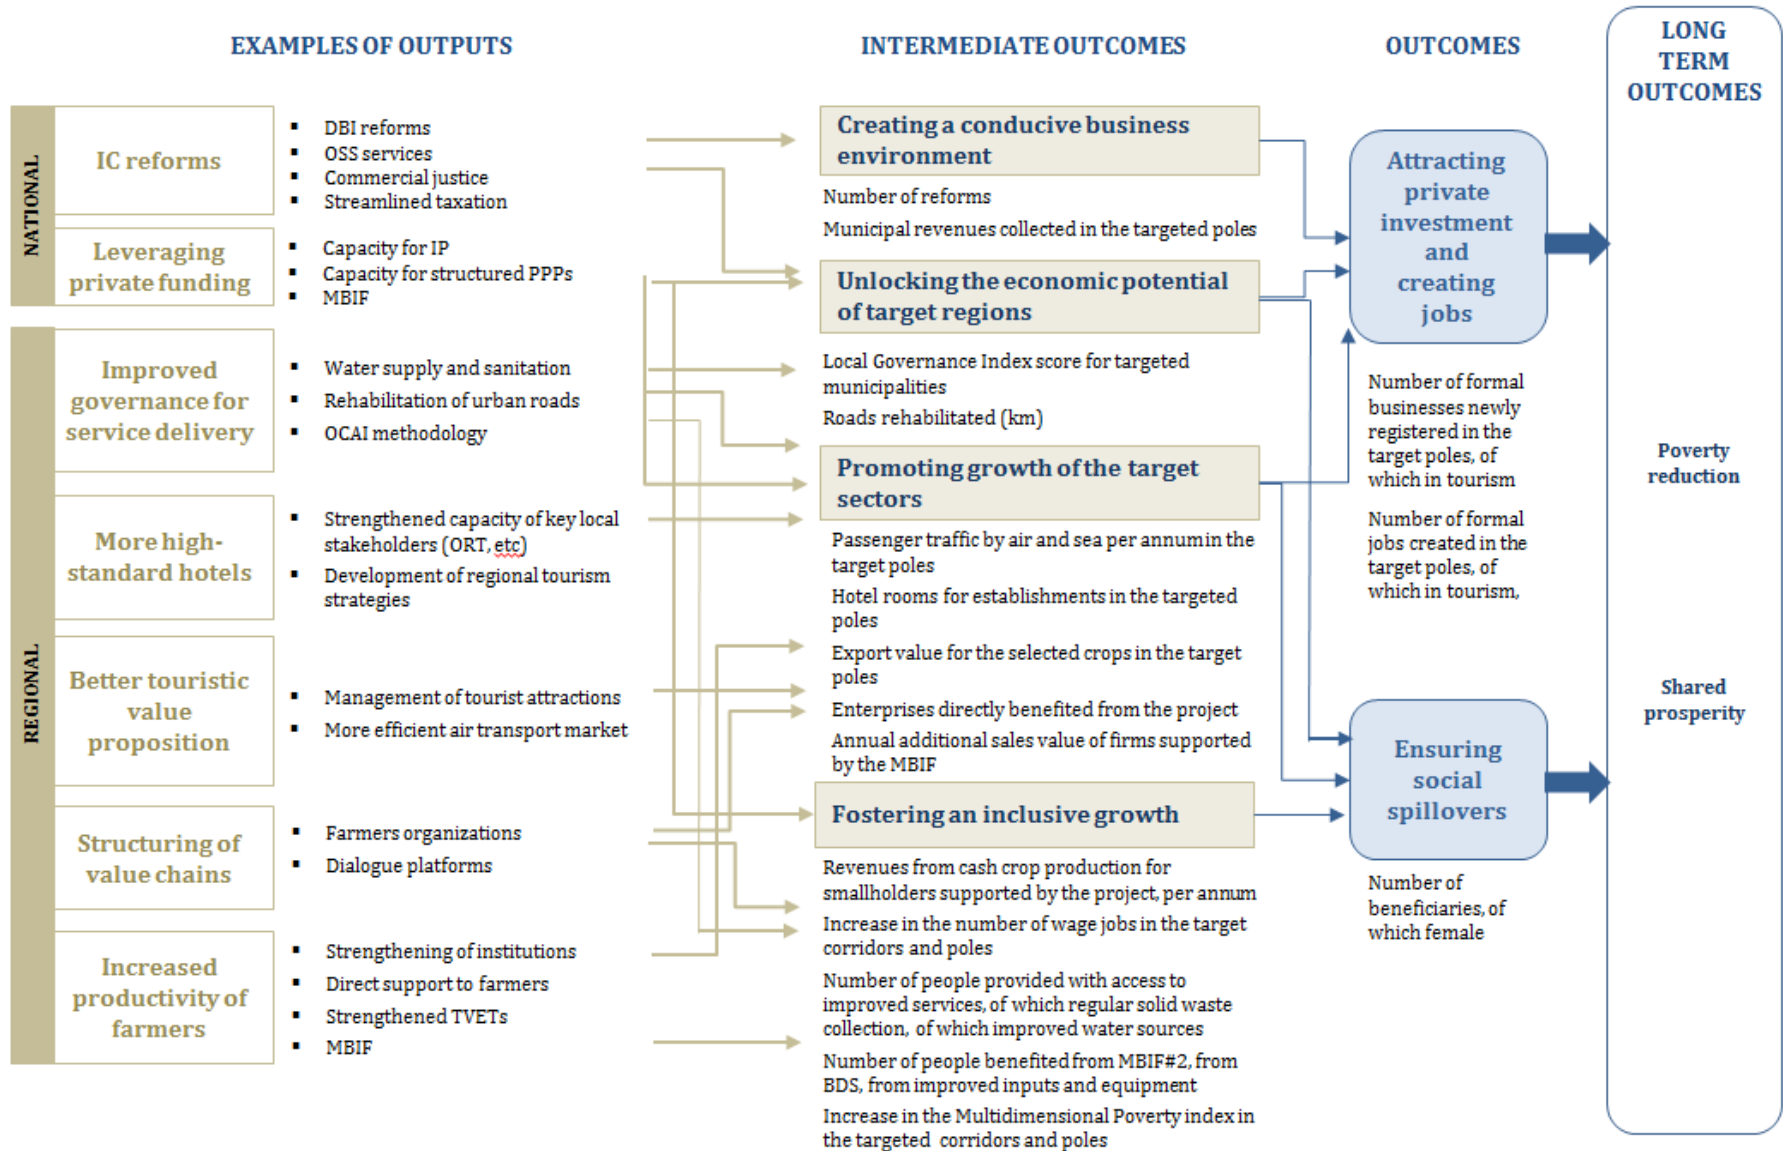 EXAMPLES OF OUTPUTS
INTERMEDIATE OUTCOMES
OUTCOMES
LONG
TERM
OUTCOMES
NATIONAL
IC reforms
▪ DBI reforms
▪ OSS services
▪ Commercial justice
▪ Streamlined taxation
Leveraging
private funding
▪ Capacity for IP
▪ Capacity for structured PPPs
▪ MBIF
REGIONAL
Improved
governance for
service delivery
▪ Water supply and sanitation
▪ Rehabilitation of urban roads
▪ OCAI methodology
More high-
standard hotels
▪ Strengthened capacity of key local
stakeholders (ORT, etc)
▪ Development of regional tourism
strategies
Better touristic
value
proposition
▪ Management of tourist attractions
▪ More efficient air transport market
Structuring of
value chains
▪ Farmers organizations
▪ Dialogue platforms
Increased
productivity of
farmers
▪ Strengthening of institutions
▪ Direct support to farmers
▪ Strengthened TVETs
▪ MBIF
Creating a conducive business
environment
Number of reforms
Municipal revenues collected in the targeted poles
Unlocking the economic potential
of target regions
Local Governance Index score for targeted
municipalities
Roads rehabilitated (km)
Promoting growth of the target
sectors
Passenger traffic by air and sea per annum in the
target poles
Hotel rooms for establishments in the targeted
poles
Export value for the selected crops in the target
poles
Enterprises directly benefited from the project
Annual additional sales value of firms supported
by the MBIF
Fostering an inclusive growth
Revenues from cash crop production for
smallholders supported by the project, per annum
Increase in the number of wage jobs in the target
corridors and poles
Number of people provided with access to
improved services, of which regular solid waste
collection, of which improved water sources
Number of people benefited from MBIF#2, from
BDS, from improved inputs and equipment
Increase in the Multidimensional Poverty index in
the targeted corridors and poles
Attracting
private
investment
and
creating
jobs
Number of formal
businesses newly
registered in the
target poles, of
which in tourism
Number of formal
jobs created in the
target poles, of
which in tourism,
Ensuring
social
spillovers
Number of
beneficiaries, of
which female
Poverty
reduction
Shared
prosperity